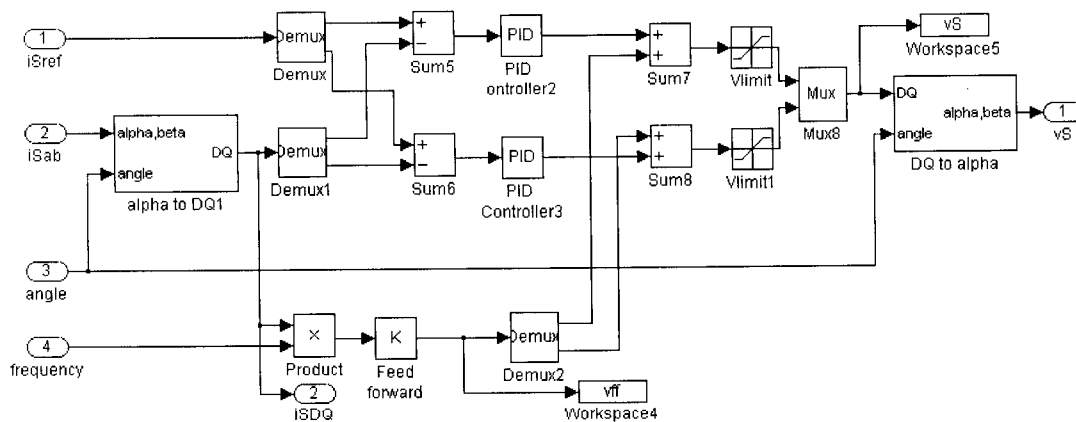 1
iSref
Demux
Demux
+
−
Sum5
PID
PID
ontroller2
+
+
Sum7
Vlimit
vS
Workspace5
Mux
Mux8
DQ
angle
alpha,beta
DQ to alpha
1
vS
2
iSab
alpha,beta
angle
DQ
alpha to DQ1
Demux
Demux1
+
−
Sum6
PID
PID
Controller3
+
+
Sum8
Vlimit1
3
angle
4
frequency
×
Product
K
Feed
forward
Demux
Demux2
2
iSDQ
vff
Workspace4